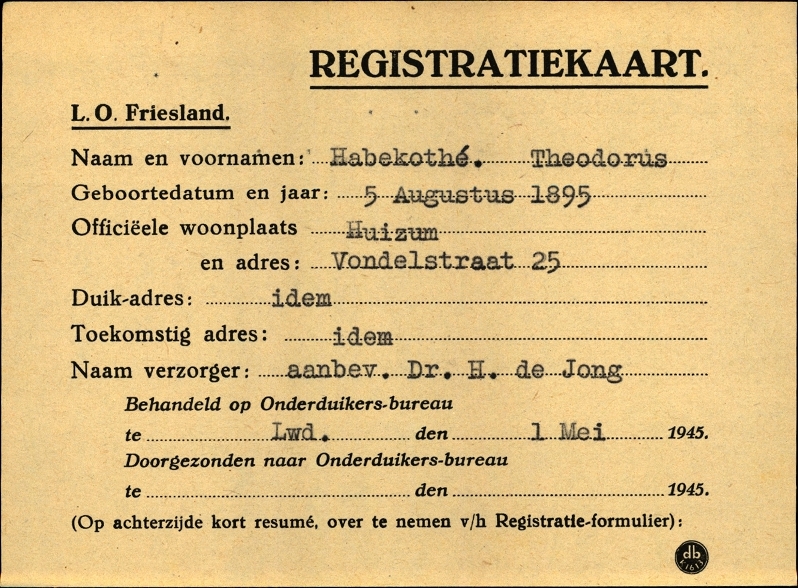 REGISTRATIEKAART.
L. O. Friesland.
Naam en voornamen: Habekothé. Theodorus
Geboortedatum en jaar: 5 Augustus 1895
Officiëele woonplaats Huizum
en adres: Vondelstraat 25
Duik-adres: idem
Toekomstig adres: idem
Naam verzorger: aanbev. Dr. H. de Jong
Behandeld op Onderduikers-bureau
te Lwd. den 1 Mei 1945.
Doorgezonden naar Onderduikers-bureau
te den 1945.
(Op achterzijde kort resumé, over te nemen v/h Registratie-formulier):
db